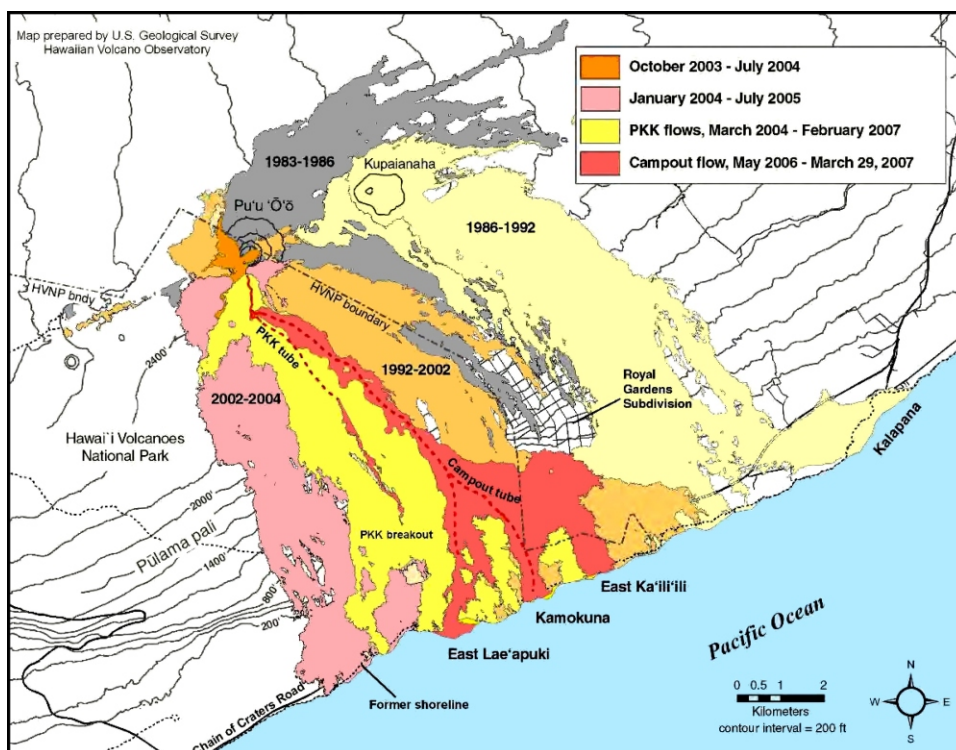 Map prepared by U.S. Geological Survey
Hawaiian Volcano Observatory
October 2003 - July 2004
January 2004 - July 2005
PKK flows, March 2004 - February 2007
Campout flow, May 2006 - March 29, 2007
1983-1986
Kupaianaha
Pu'u 'Ō'ō
1986-1992
HVNP bndy
HVNP boundary
2400'
PKK tube
1992-2002
Royal
Gardens
Subdivision
2002-2004
Hawai`i Volcanoes
National Park
Kalapana
Campout tube
2000'
Pūlama pali
1400'
PKK breakout
800'
200'
East Ka'ili'ili
Kamokuna
Pacific Ocean
East Lae'apuki
Former shoreline
Chain of Craters Road
0 0.5 1 2
Kilometers
contour interval = 200 ft
N
W E
S